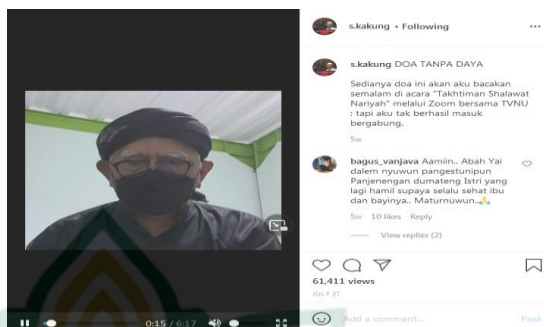 s.kakung • Following
s.kakung DOA TANPA DAYA
Sedianya doa ini akan aku bacakan
semalam di acara "Takhtiman Shalawat
Nariyah" melalui Zoom bersama TVNU
; tapi aku tak berhasil masuk
bergabung.
5w
bagus_vanjava Aamiin.. Abah Yai
dalem nyuwun pangestunipun
Panjenengan dumateng Istri yang
lagi hamil supaya selalu sehat ibu
dan bayinya.. Maturnuwun..🙏
5w 10 likes Reply
View replies (2)
61,411 views
JULY 27
0:15 / 6:17
Add a comment... Post